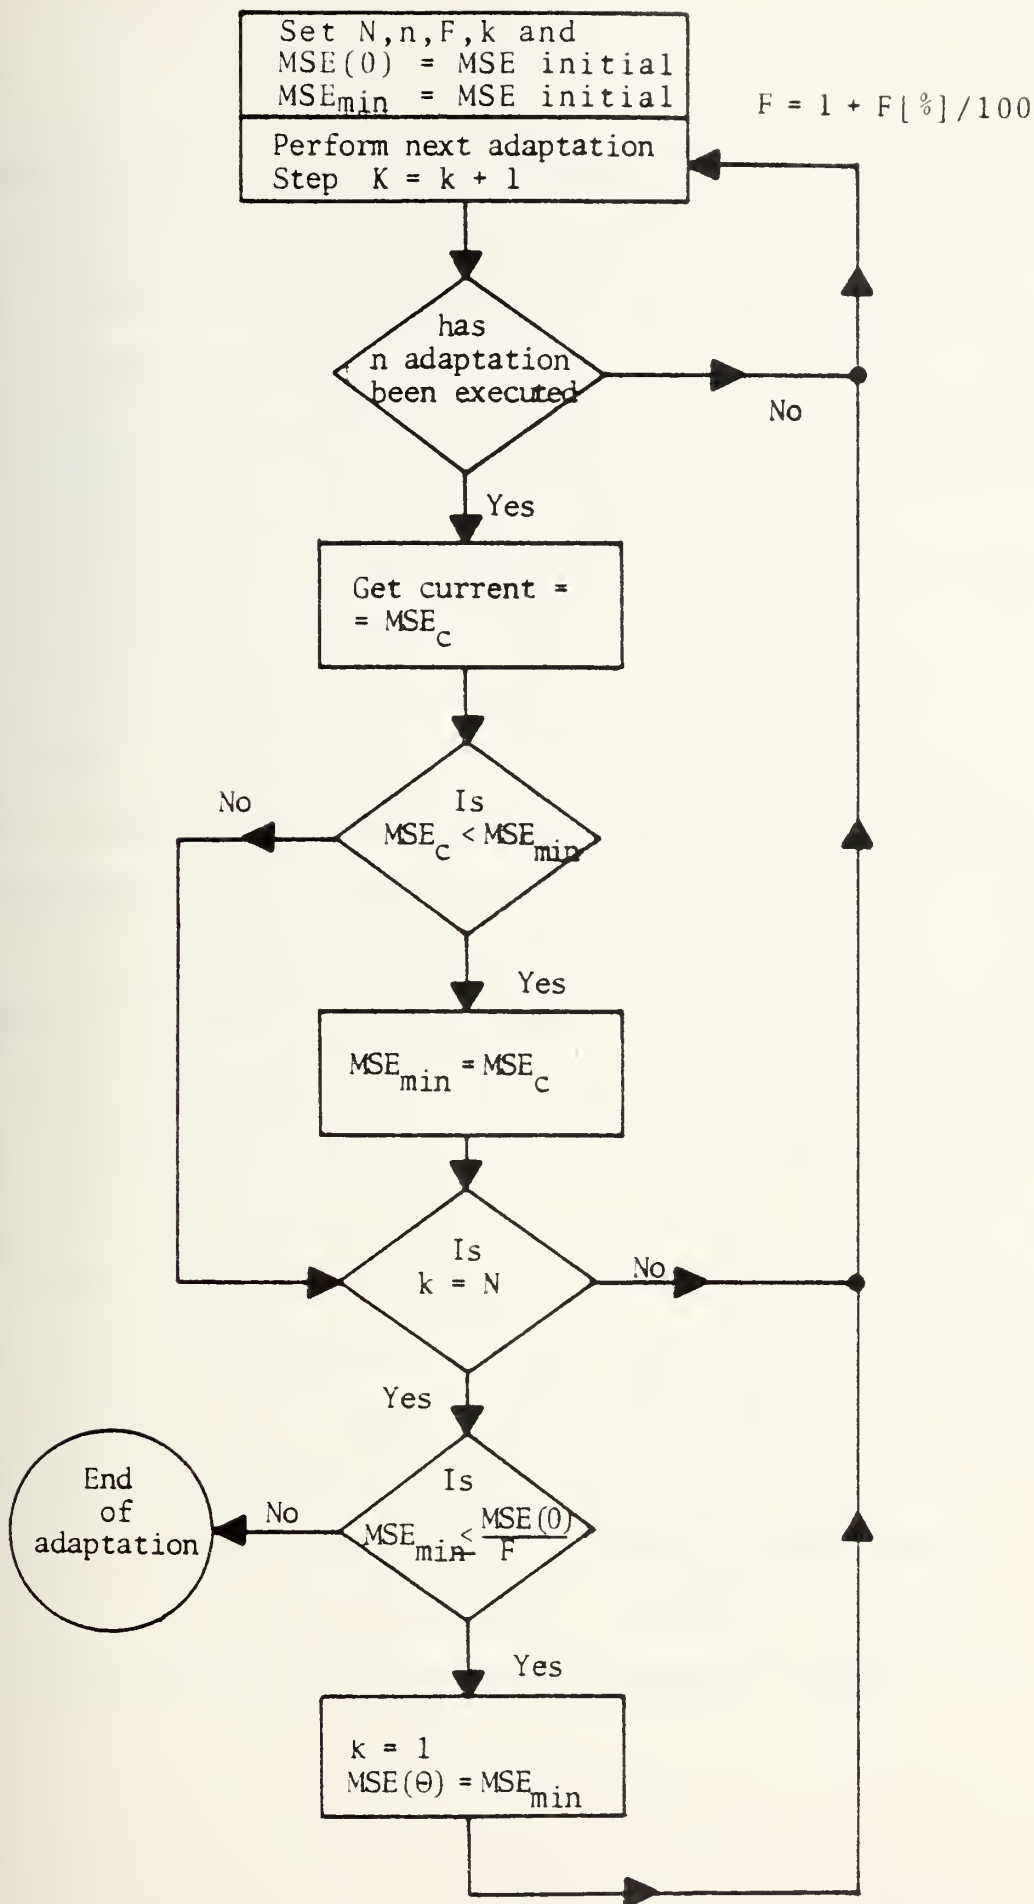 Set N,n,F,k and
MSE(0) = MSE initial
MSEmin = MSE initial
F = 1 + F[%]/100
Perform next adaptation
Step K = k + 1
has
n adaptation
been executed
No
Yes
Get current =
= MSEc
No
Is
MSEc < MSEmin
Yes
MSEmin = MSEc
Is
k = N
No
Yes
End
of
adaptation
No
Is
MSEmin ≤ MSE(0)
F
Yes
k = 1
MSE(Θ) = MSEmin